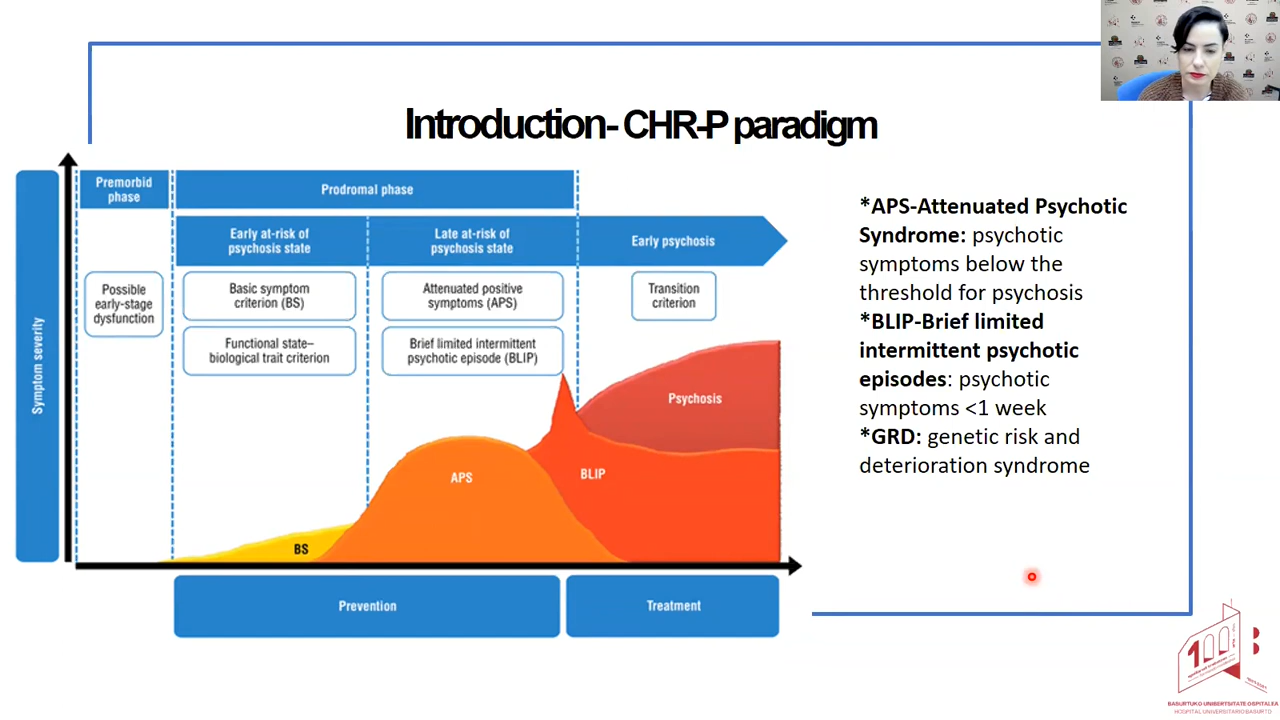 Introduction- CHR-P paradigm
Symptom severity
Premorbid
phase
Prodromal phase
Early at-risk of
psychosis state
Late at-risk of
psychosis state
Early psychosis
Possible
early-stage
dysfunction
Basic symptom
criterion (BS)
Attenuated positive
symptoms (APS)
Transition
criterion
Functional state–
biological trait criterion
Brief limited intermittent
psychotic episode (BLIP)
Psychosis
APS
BLIP
BS
Prevention
Treatment
*APS-Attenuated Psychotic
Syndrome: psychotic
symptoms below the
threshold for psychosis
*BLIP-Brief limited
intermittent psychotic
episodes: psychotic
symptoms <1 week
*GRD: genetic risk and
deterioration syndrome
100
BASURTUKO UNIBERTSITATE OSPITALEA
HOSPITAL UNIVERSITARIO BASURTO